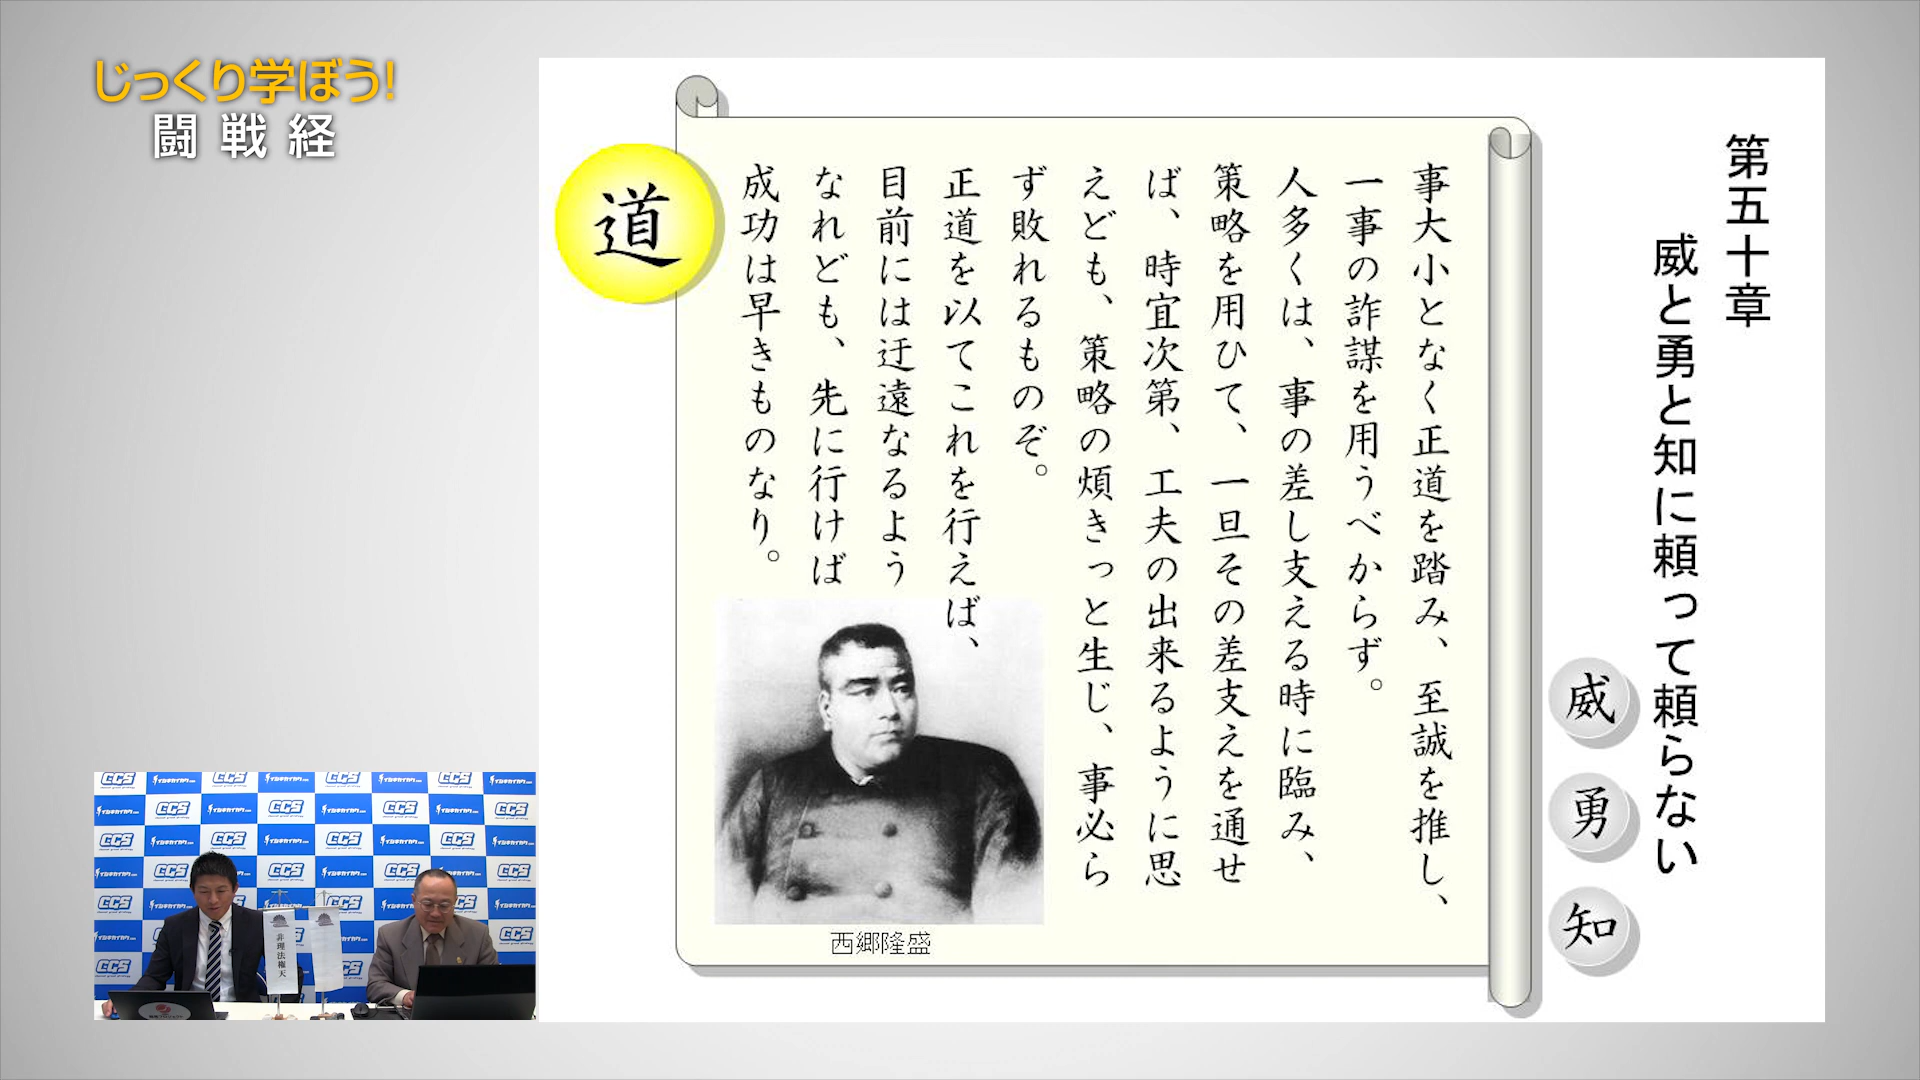 じっくり学ぼう!
闘戦経
第五十章
威と勇と知に頼って頼らない
威
勇
知
事大小となく正道を踏み、至誠を推し、
一事の詐謀を用うべからず。
人多くは、事の差し支える時に臨み、
策略を用ひて、一旦その差支えを通せ
ば、時宜次第、工夫の出来るように思
えども、策略の煩きっと生じ、事必ら
ず敗れるものぞ。
正道を以てこれを行えば、
目前には迂遠なるよう
なれども、先に行けば
成功は早きものなり。
道
西郷隆盛
CGS
非理法権天